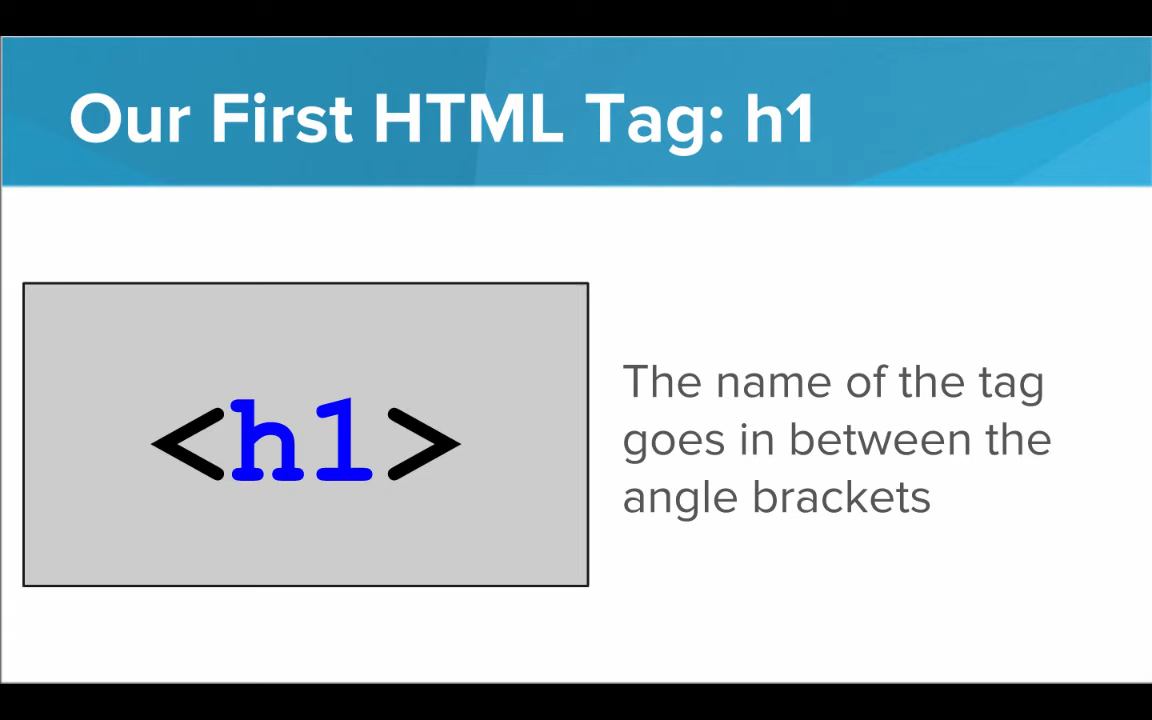 Our First HTML Tag: h1
<h1>
The name of the tag
goes in between the
angle brackets